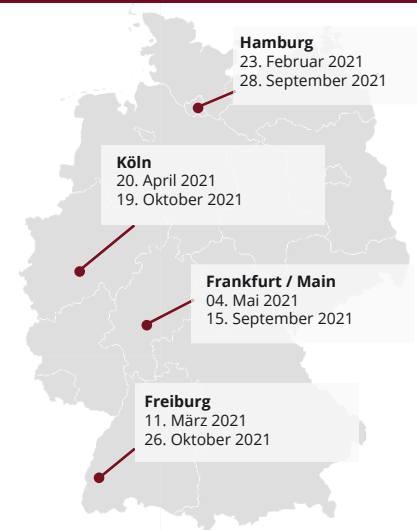 Hamburg
23. Februar 2021
28. September 2021
Köln
20. April 2021
19. Oktober 2021
Frankfurt / Main
04. Mai 2021
15. September 2021
Freiburg
11. März 2021
26. Oktober 2021